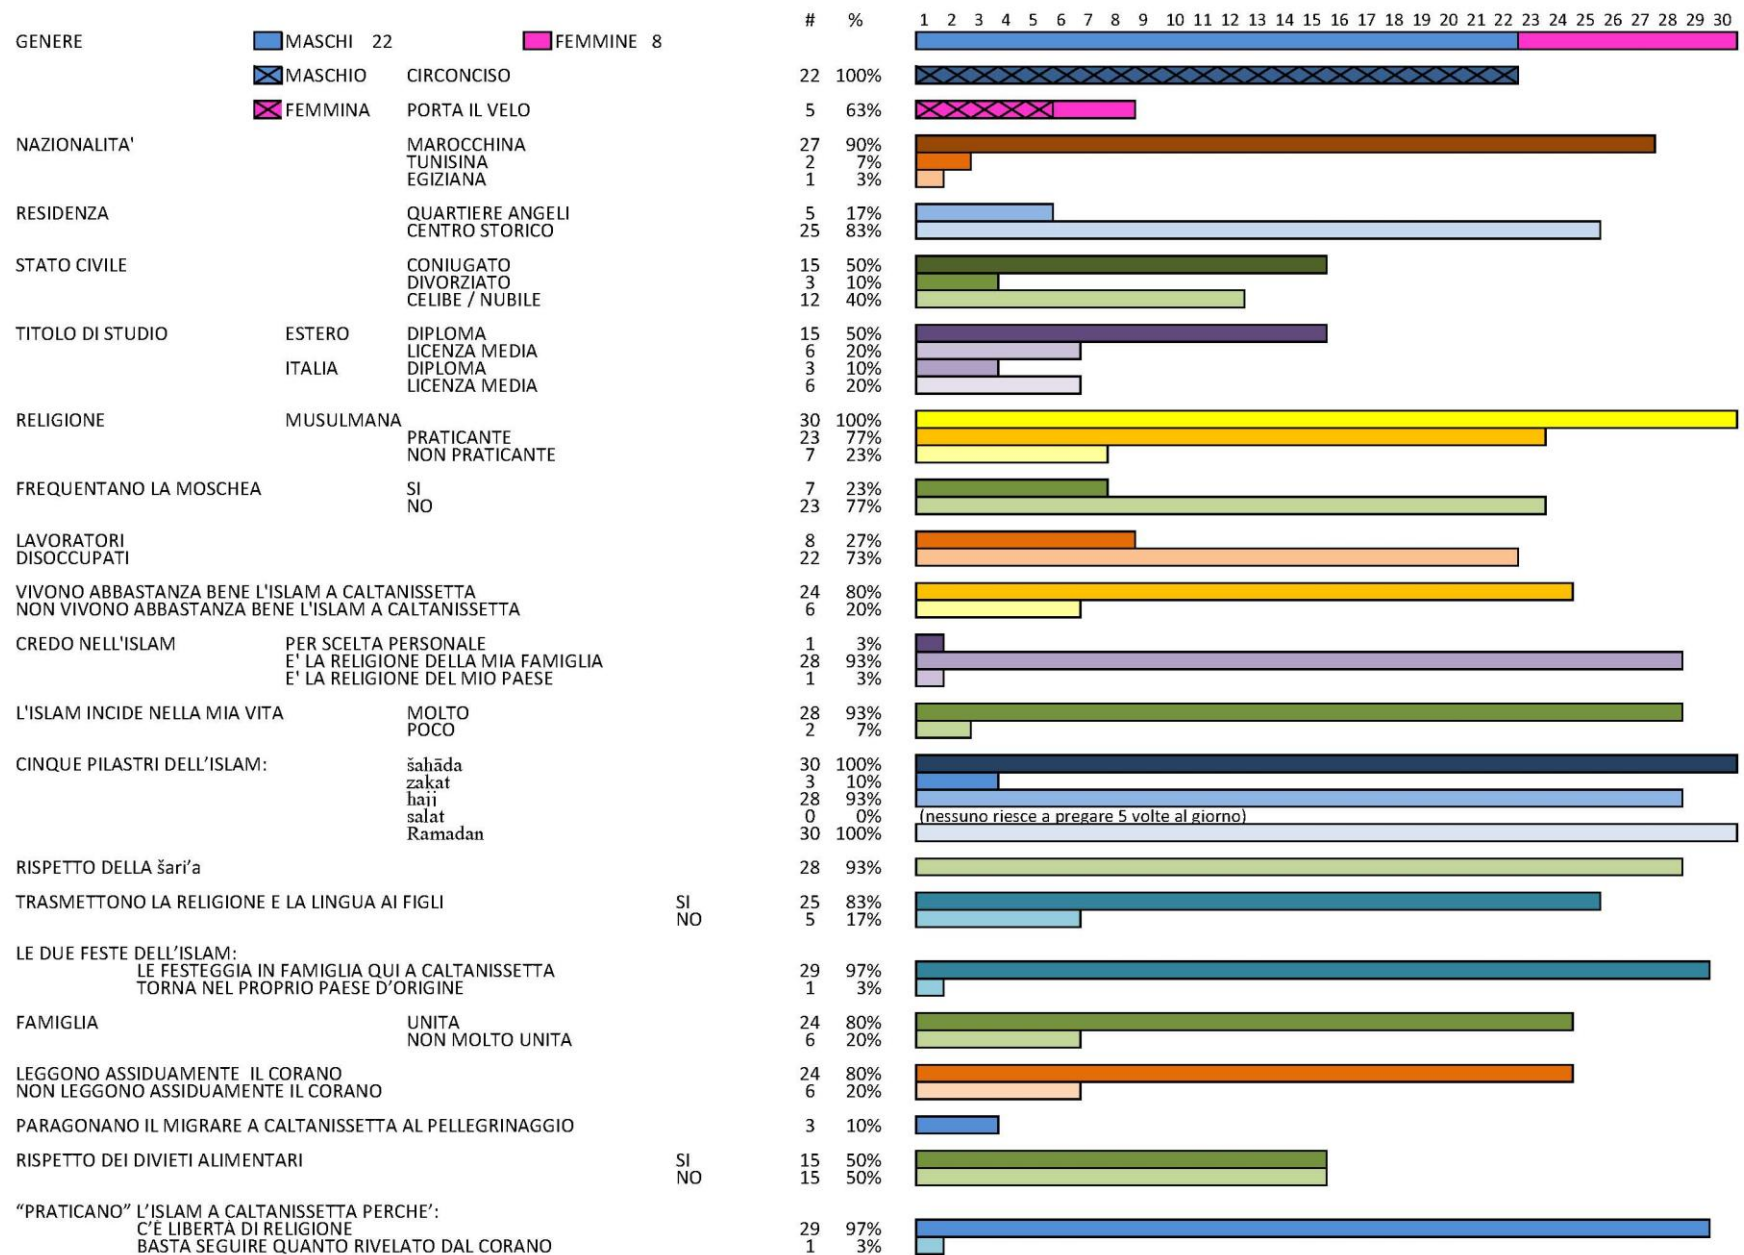 # % 1 2 3 4 5 6 7 8 9 10 11 12 13 14 15 16 17 18 19 20 21 22 23 24 25 26 27 28 29 30
GENERE MASCHI 22 FEMMINE 8
MASCHIO CIRCONCISO 22 100%
FEMMINA PORTA IL VELO 5 63%
NAZIONALITA' MAROCCHINA 27 90%
TUNISINA 2 7%
EGIZIANA 1 3%
RESIDENZA QUARTIERE ANGELI 5 17%
CENTRO STORICO 25 83%
STATO CIVILE CONIUGATO 15 50%
DIVORZIATO 3 10%
CELIBE / NUBILE 12 40%
TITOLO DI STUDIO ESTERO DIPLOMA 15 50%
LICENZA MEDIA 6 20%
ITALIA DIPLOMA 3 10%
LICENZA MEDIA 6 20%
RELIGIONE MUSULMANA 30 100%
PRATICANTE 23 77%
NON PRATICANTE 7 23%
FREQUENTANO LA MOSCHEA SI 7 23%
NO 23 77%
LAVORATORI 8 27%
DISOCCUPATI 22 73%
VIVONO ABBASTANZA BENE L'ISLAM A CALTANISSETTA 24 80%
NON VIVONO ABBASTANZA BENE L'ISLAM A CALTANISSETTA 6 20%
CREDO NELL'ISLAM PER SCELTA PERSONALE 1 3%
E' LA RELIGIONE DELLA MIA FAMIGLIA 28 93%
E' LA RELIGIONE DEL MIO PAESE 1 3%
L'ISLAM INCIDE NELLA MIA VITA MOLTO 28 93%
POCO 2 7%
CINQUE PILASTRI DELL'ISLAM: šahāda 30 100%
zakat 3 10%
hajj 28 93%
salat 0 0% (nessuno riesce a pregare 5 volte al giorno)
Ramadan 30 100%
RISPETTO DELLA šari'a 28 93%
TRASMETTONO LA RELIGIONE E LA LINGUA AI FIGLI SI 25 83%
NO 5 17%
LE DUE FESTE DELL'ISLAM:
LE FESTEGGIA IN FAMIGLIA QUI A CALTANISSETTA 29 97%
TORNA NEL PROPRIO PAESE D'ORIGINE 1 3%
FAMIGLIA UNITA 24 80%
NON MOLTO UNITA 6 20%
LEGGONO ASSIDUAMENTE IL CORANO 24 80%
NON LEGGONO ASSIDUAMENTE IL CORANO 6 20%
PARAGONANO IL MIGRARE A CALTANISSETTA AL PELLEGRINAGGIO 3 10%
RISPETTO DEI DIVIETI ALIMENTARI SI 15 50%
NO 15 50%
“PRATICANO” L'ISLAM A CALTANISSETTA PERCHE':
C'È LIBERTÀ DI RELIGIONE 29 97%
BASTA SEGUIRE QUANTO RIVELATO DAL CORANO 1 3%